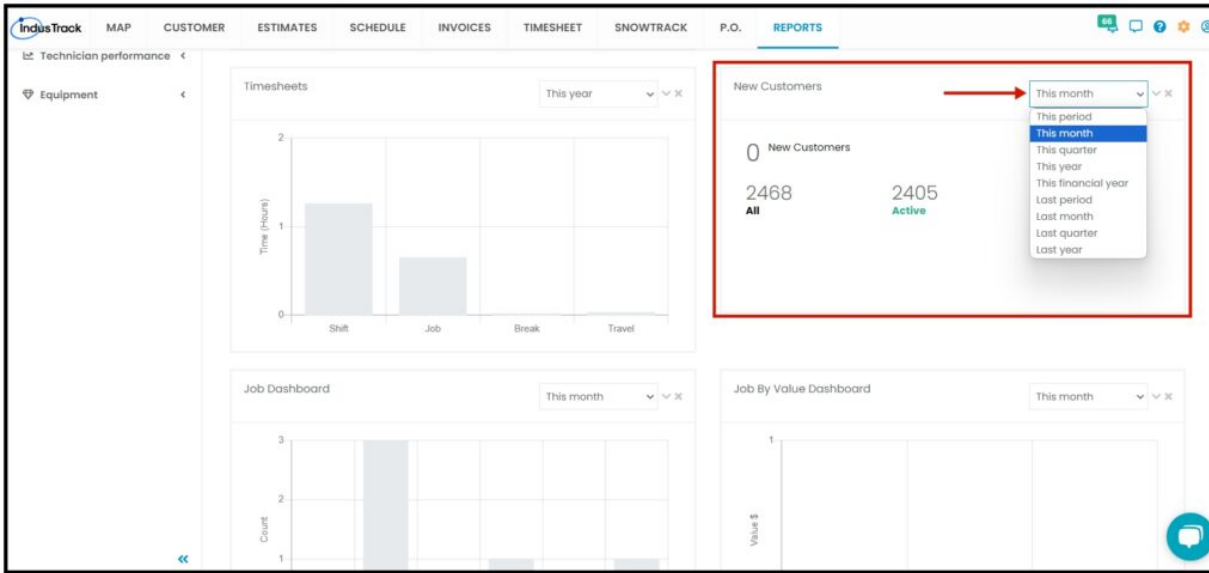 IndusTrack MAP CUSTOMER ESTIMATES SCHEDULE INVOICES TIMESHEET SNOWTRACK P.O. REPORTS 66
Technician performance
Equipment
Timesheets This year
2
1
0
Time (Hours)
Shift Job Break Travel
New Customers This month
This period
This month
This quarter
This year
This financial year
Last period
Last month
Last quarter
Last year
0 New Customers
2468 2405
All Active
Job Dashboard This month
3
2
1
Count
Job By Value Dashboard This month
1
Value $